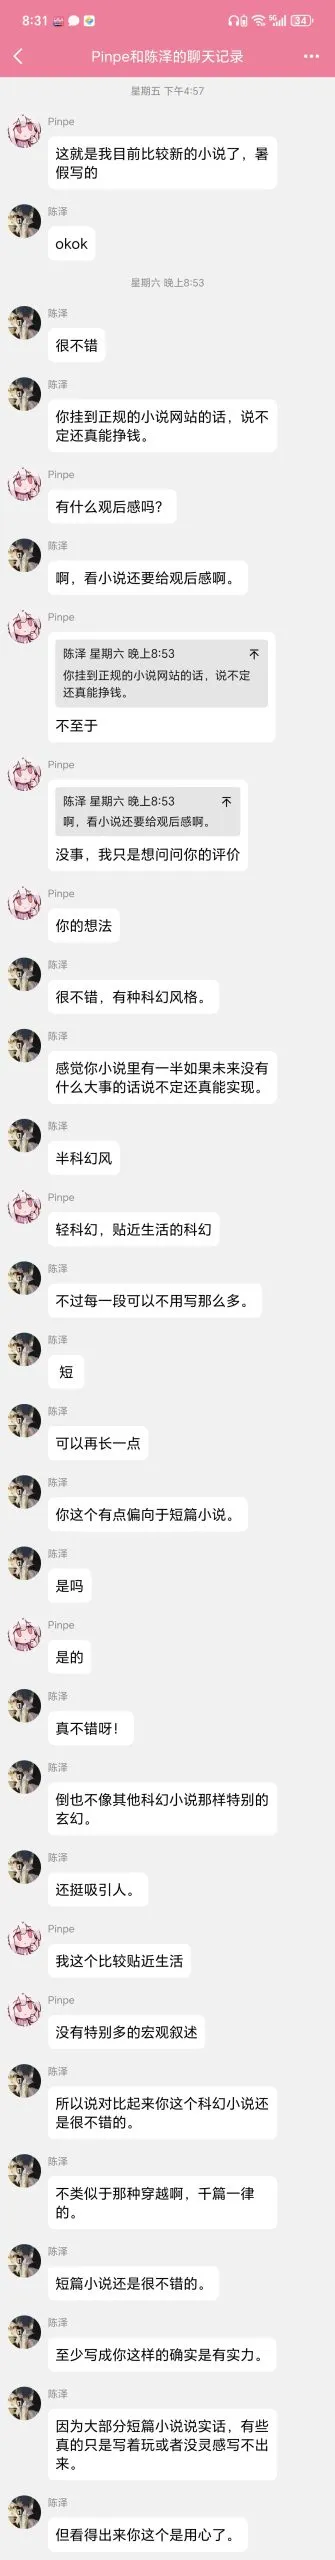 8:31
5G
34
Pinpe和陈泽的聊天记录
星期五 下午4:57
Pinpe
这就是我目前比较新的小说了，暑
假写的
陈泽
okok
星期六 晚上8:53
陈泽
很不错
陈泽
你挂到正规的小说网站的话，说不
定还真能挣钱。
Pinpe
有什么观后感吗？
陈泽
啊，看小说还要给观后感啊。
Pinpe
陈泽 星期六 晚上8:53
你挂到正规的小说网站的话，说不定
还真能挣钱。
不至于
Pinpe
陈泽 星期六 晚上8:53
啊，看小说还要给观后感啊。
没事，我只是想问问你的评价
Pinpe
你的想法
陈泽
很不错，有种科幻风格。
陈泽
感觉你小说里有一半如果未来没有
什么大事的话说不定还真能实现。
陈泽
半科幻风
Pinpe
轻科幻，贴近生活的科幻
陈泽
不过每一段可以不用写那么多。
陈泽
短
陈泽
可以再长一点
陈泽
你这个有点偏向于短篇小说。
陈泽
是吗
Pinpe
是的
陈泽
真不错呀！
陈泽
倒也不像其他科幻小说那样特别的
玄幻。
陈泽
还挺吸引人。
Pinpe
我这个比较贴近生活
Pinpe
没有特别多的宏观叙述
陈泽
所以说对比起来你这个科幻小说还
是很不错的。
陈泽
不类似于那种穿越啊，千篇一律
的。
陈泽
短篇小说还是很不错的。
陈泽
至少写成你这样的确实是有实力。
陈泽
因为大部分短篇小说说实话，有些
真的只是写着玩或者没灵感写不出
来。
陈泽
但看得出来你这个是用心了。